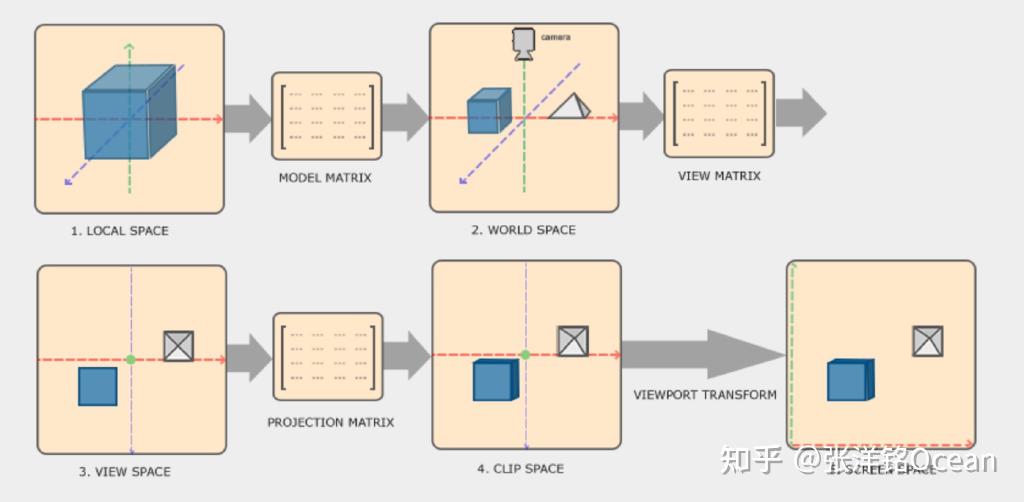 camera
MODEL MATRIX
VIEW MATRIX
1. LOCAL SPACE
2. WORLD SPACE
PROJECTION MATRIX
VIEWPORT TRANSFORM
3. VIEW SPACE
4. CLIP SPACE
5. SCREEN SPACE
知乎 @张洋铭Ocean